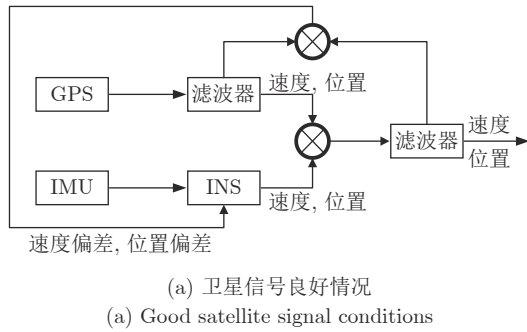 GPS
滤波器
速度, 位置
滤波器
速度
位置
IMU
INS
速度, 位置
速度偏差, 位置偏差
(a) 卫星信号良好情况
(a) Good satellite signal conditions